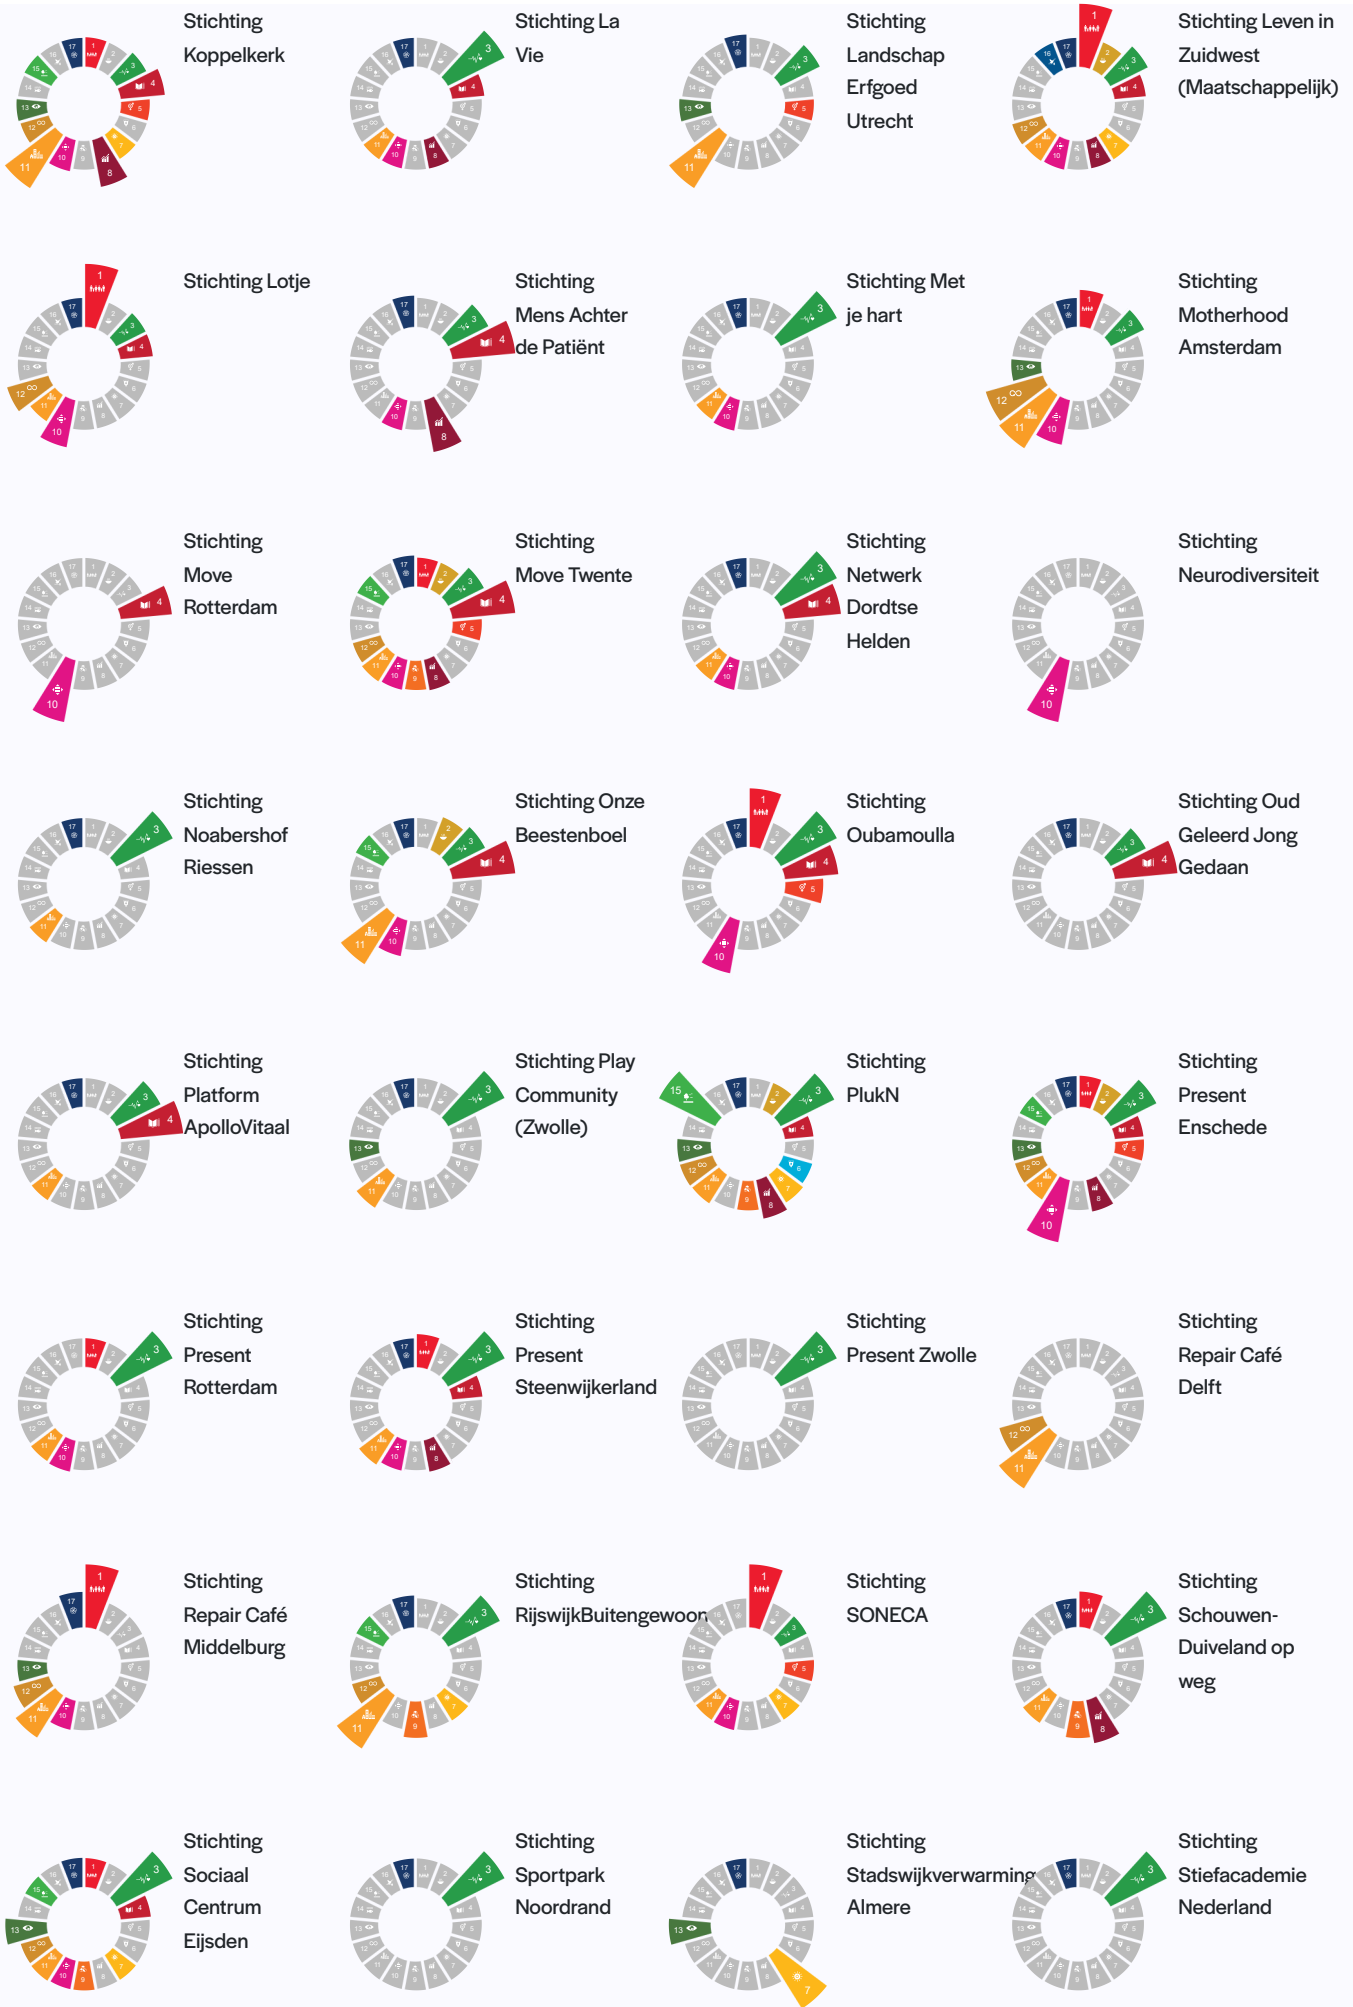 Stichting
Koppelkerk
Stichting La
Vie
Stichting
Landschap
Erfgoed
Utrecht
Stichting Leven in
Zuidwest
(Maatschappelijk)
Stichting Lotje
Stichting
Mens Achter
de Patiënt
Stichting Met
je hart
Stichting
Motherhood
Amsterdam
Stichting
Move
Rotterdam
Stichting
Move Twente
Stichting
Netwerk
Dordtse
Helden
Stichting
Neurodiversiteit
Stichting
Noabershof
Riessen
Stichting Onze
Beestenboel
Stichting
Oubamoulla
Stichting Oud
Geleerd Jong
Gedaan
Stichting
Platform
ApolloVitaal
Stichting Play
Community
(Zwolle)
Stichting
PlukN
Stichting
Present
Enschede
Stichting
Present
Rotterdam
Stichting
Present
Steenwijkerland
Stichting
Present Zwolle
Stichting
Repair Café
Delft
Stichting
Repair Café
Middelburg
Stichting
RijswijkBuitengewoon
Stichting
SONECA
Stichting
Schouwen-
Duiveland op
weg
Stichting
Sociaal
Centrum
Eijsden
Stichting
Sportpark
Noordrand
Stichting
Stadswijkverwarming
Almere
Stichting
Stiefacademie
Nederland